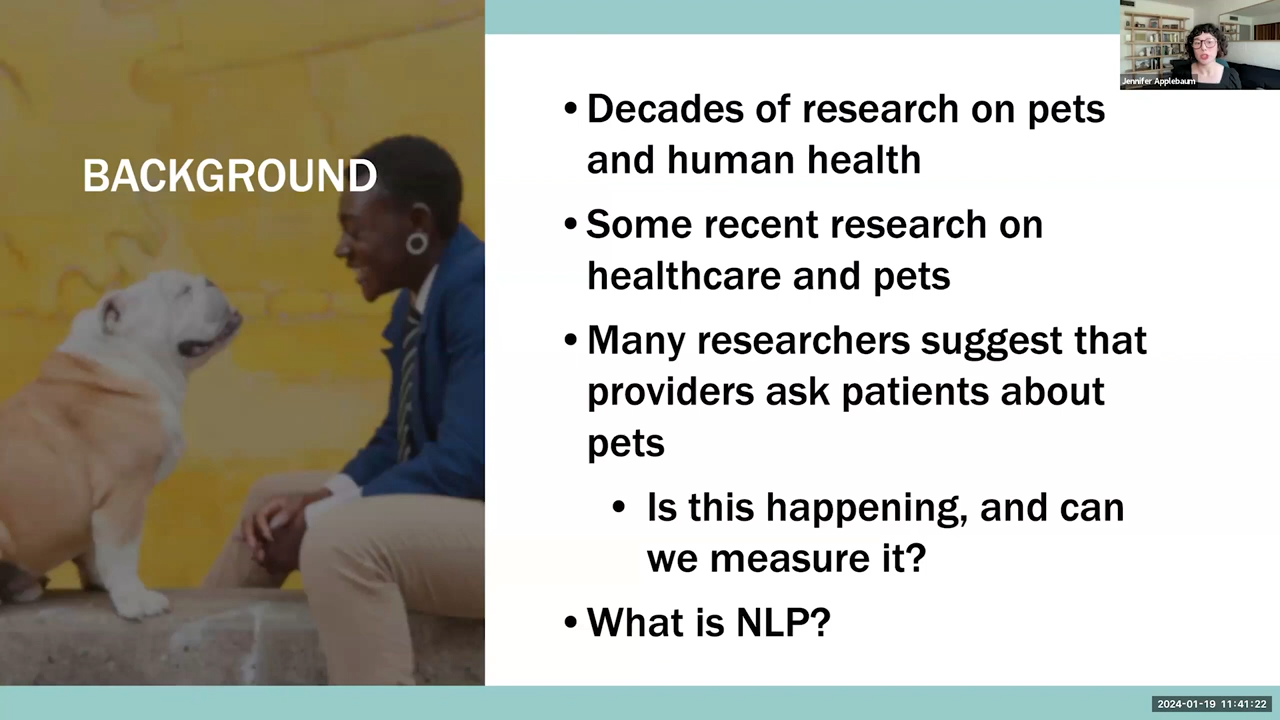 Jennifer Applebaum
BACKGROUND
• Decades of research on pets
and human health
• Some recent research on
healthcare and pets
• Many researchers suggest that
providers ask patients about
pets
• Is this happening, and can
we measure it?
• What is NLP?
2024-01-19 11:41:22